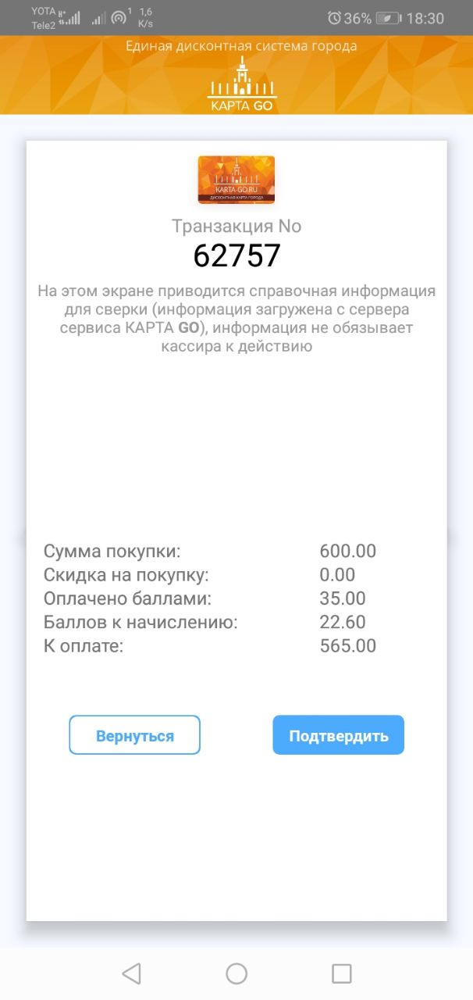 YOTA
Tele2
1
1,6
K/s
36%
18:30
Единая дисконтная система города
КАРТА GO
KARTA-GO.RU
ДИСКОНТНАЯ КАРТА ГОРОДА
Транзакция No
62757
На этом экране приводится справочная информация
для сверки (информация загружена с сервера
сервиса КАРТА GO), информация не обязывает
кассира к действию
Сумма покупки: 600.00
Скидка на покупку: 0.00
Оплачено баллами: 35.00
Баллов к начислению: 22.60
К оплате: 565.00
Вернуться Подтвердить